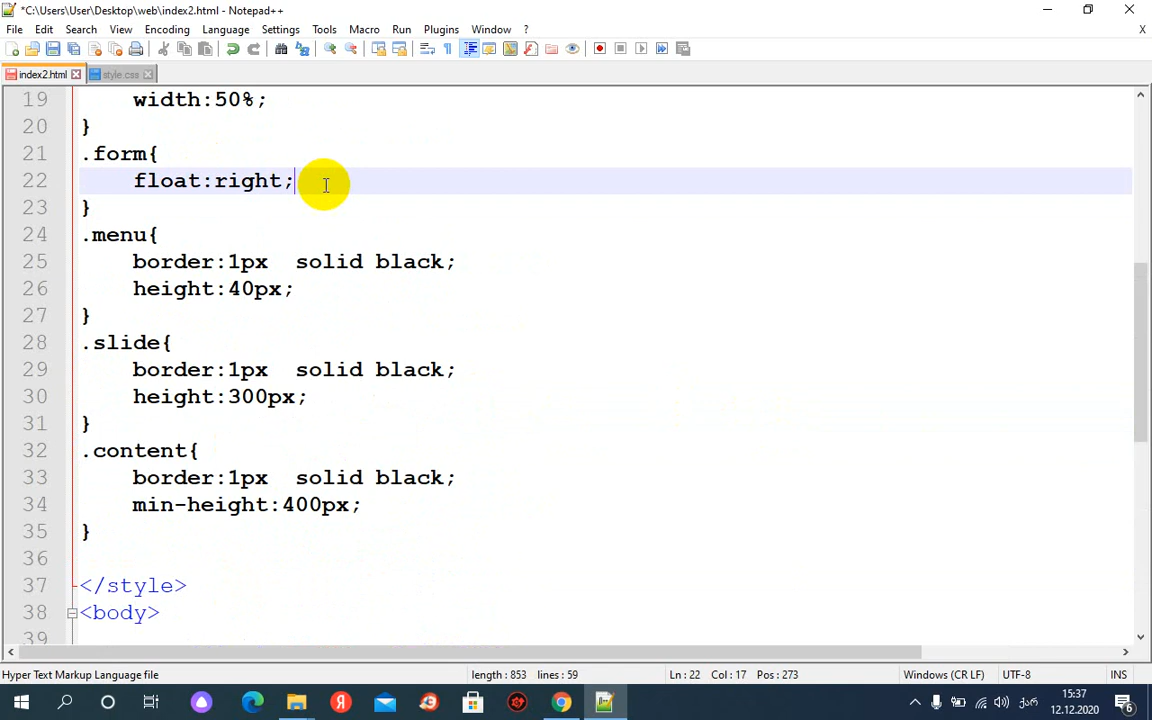 *C:\Users\User\Desktop\web\index2.html - Notepad++
File Edit Search View Encoding Language Settings Tools Macro Run Plugins Window ? X
index2.html style.css
19 width:50%;
20 }
21 .form{
22 float:right;
23 }
24 .menu{
25 border:1px  solid black;
26 height:40px;
27 }
28 .slide{
29 border:1px  solid black;
30 height:300px;
31 }
32 .content{
33 border:1px  solid black;
34 min-height:400px;
35 }
36
37 </style>
38 <body>
39
Hyper Text Markup Language file length : 853 lines : 59 Ln : 22 Col : 17 Pos : 273 Windows (CR LF) UTF-8 INS
ქარ 15:37
12.12.2020 6